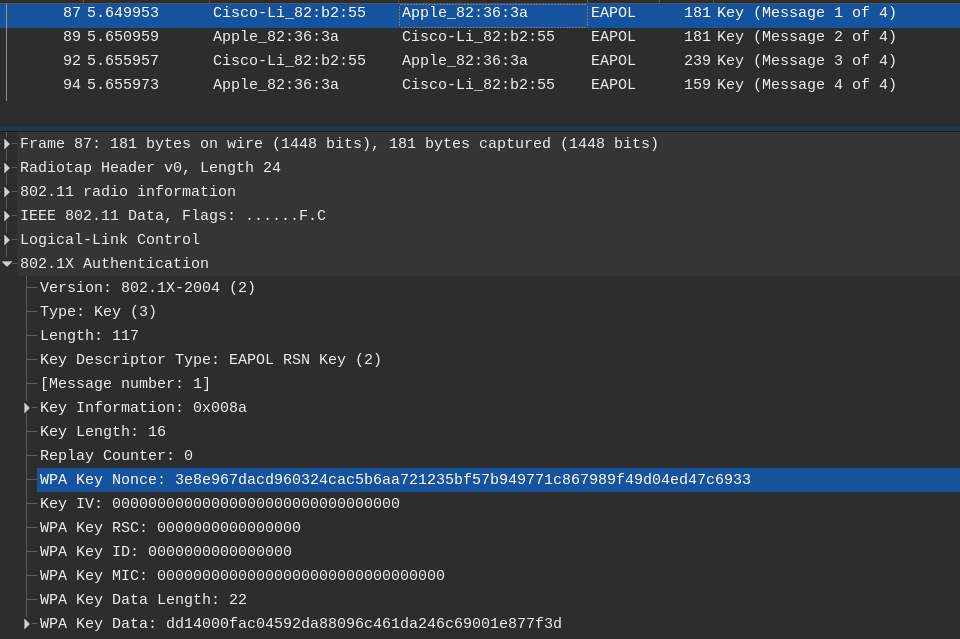 87 5.649953 Cisco-Li_82:b2:55 Apple_82:36:3a EAPOL 181 Key (Message 1 of 4)
89 5.650959 Apple_82:36:3a Cisco-Li_82:b2:55 EAPOL 181 Key (Message 2 of 4)
92 5.655957 Cisco-Li_82:b2:55 Apple_82:36:3a EAPOL 239 Key (Message 3 of 4)
94 5.655973 Apple_82:36:3a Cisco-Li_82:b2:55 EAPOL 159 Key (Message 4 of 4)
Frame 87: 181 bytes on wire (1448 bits), 181 bytes captured (1448 bits)
Radiotap Header v0, Length 24
802.11 radio information
IEEE 802.11 Data, Flags: ......F.C
Logical-Link Control
802.1X Authentication
Version: 802.1X-2004 (2)
Type: Key (3)
Length: 117
Key Descriptor Type: EAPOL RSN Key (2)
[Message number: 1]
Key Information: 0x008a
Key Length: 16
Replay Counter: 0
WPA Key Nonce: 3e8e967dacd960324cac5b6aa721235bf57b949771c867989f49d04ed47c6933
Key IV: 00000000000000000000000000000000
WPA Key RSC: 0000000000000000
WPA Key ID: 0000000000000000
WPA Key MIC: 00000000000000000000000000000000
WPA Key Data Length: 22
WPA Key Data: dd14000fac04592da88096c461da246c69001e877f3d